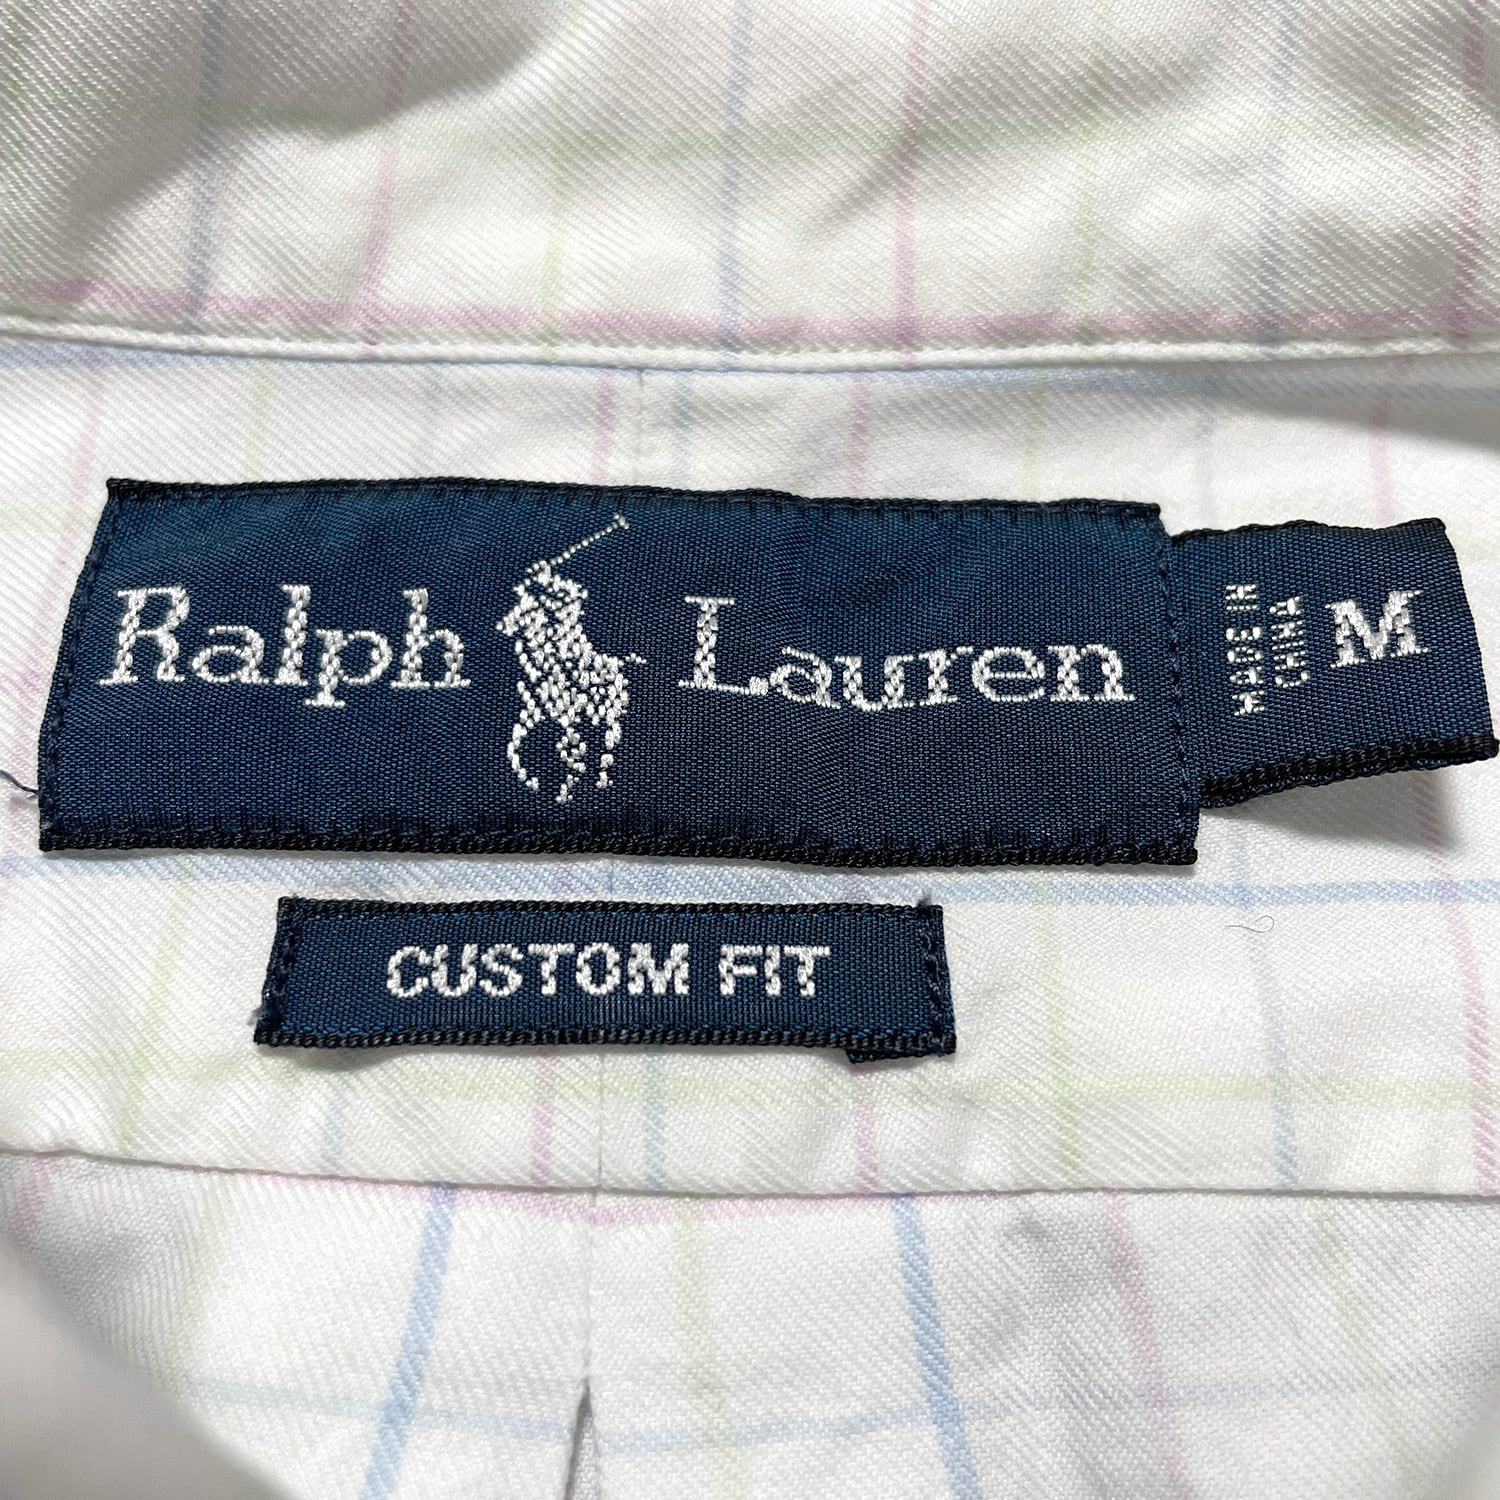 Ralph Lauren
MADE IN
CHINA
M
CUSTOM FIT